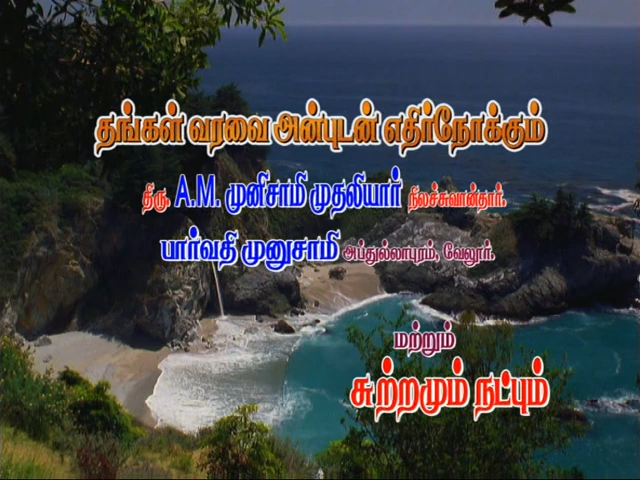 தங்கள் வரவை அன்புடன் எதிர்நோக்கும்
திரு. A.M. முனிசாமி முதலியார் நிலச்சுவான்தார்.
பார்வதி முனுசாமி அப்துல்லாபுரம், வேலூர்.
மற்றும்
சுற்றமும் நட்பும்